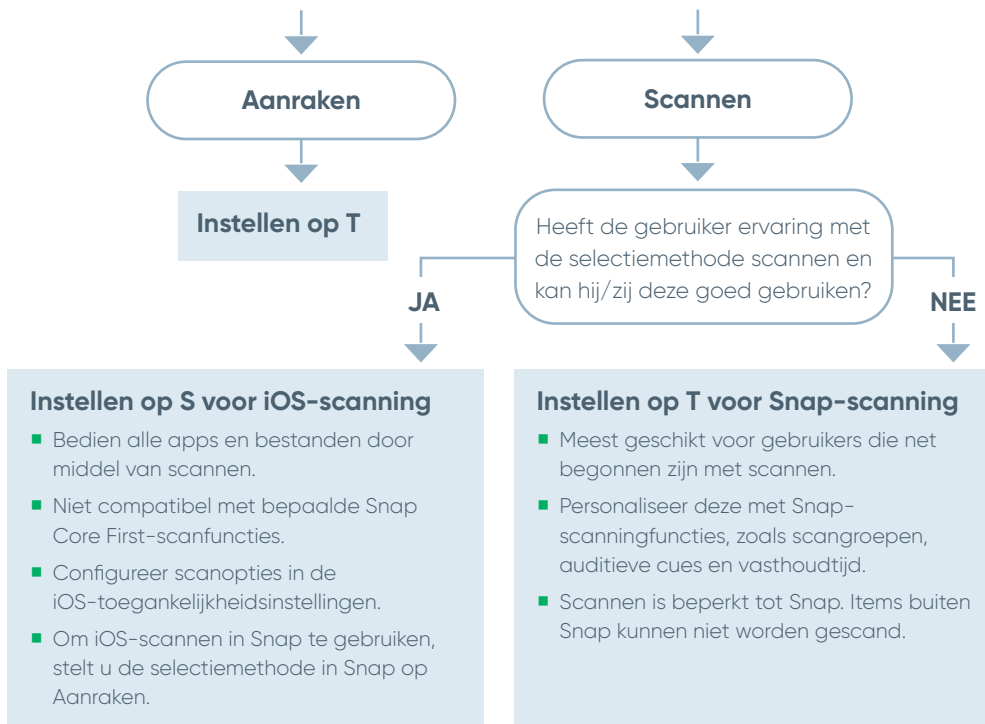 Aanraken
Scannen
Instellen op T
Heeft de gebruiker ervaring met
de selectiemethode scannen en
kan hij/zij deze goed gebruiken?
JA
NEE
Instellen op S voor iOS-scanning
▪ Bedien alle apps en bestanden door
middel van scannen.
▪ Niet compatibel met bepaalde Snap
Core First-scanfuncties.
▪ Configureer scanopties in de
iOS-toegankelijkheidsinstellingen.
▪ Om iOS-scannen in Snap te gebruiken,
stelt u de selectiemethode in Snap op
Aanraken.
Instellen op T voor Snap-scanning
▪ Meest geschikt voor gebruikers die net
begonnen zijn met scannen.
▪ Personaliseer deze met Snap-
scanningfuncties, zoals scangroepen,
auditieve cues en vasthoudtijd.
▪ Scannen is beperkt tot Snap. Items buiten
Snap kunnen niet worden gescand.